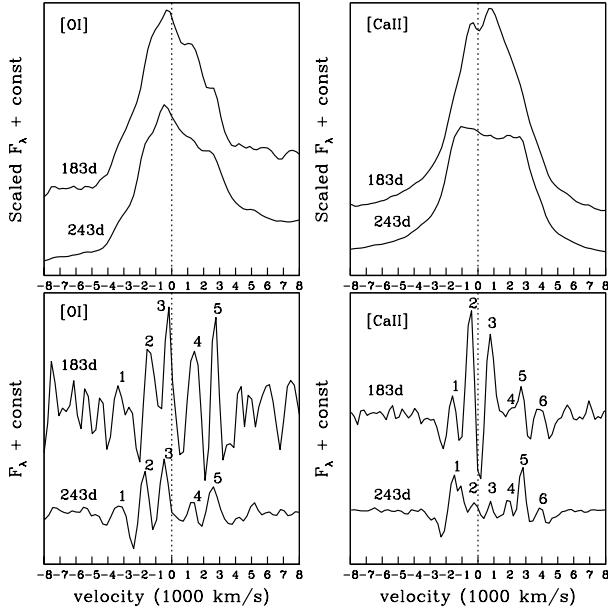 [OI]
183d
243d
Scaled Fλ + const
-8 -7 -6 -5 -4 -3 -2 -1 0 1 2 3 4 5 6 7 8
[CaII]
183d
243d
Scaled Fλ + const
-8 -7 -6 -5 -4 -3 -2 -1 0 1 2 3 4 5 6 7 8
[OI]
183d
1 2 3 4 5
243d
1 2 3 4 5
Fλ + const
-8 -7 -6 -5 -4 -3 -2 -1 0 1 2 3 4 5 6 7 8
velocity (1000 km/s)
[CaII]
183d
1 2 3 4 5 6
243d
1 2 3 4 5 6
Fλ + const
-8 -7 -6 -5 -4 -3 -2 -1 0 1 2 3 4 5 6 7 8
velocity (1000 km/s)